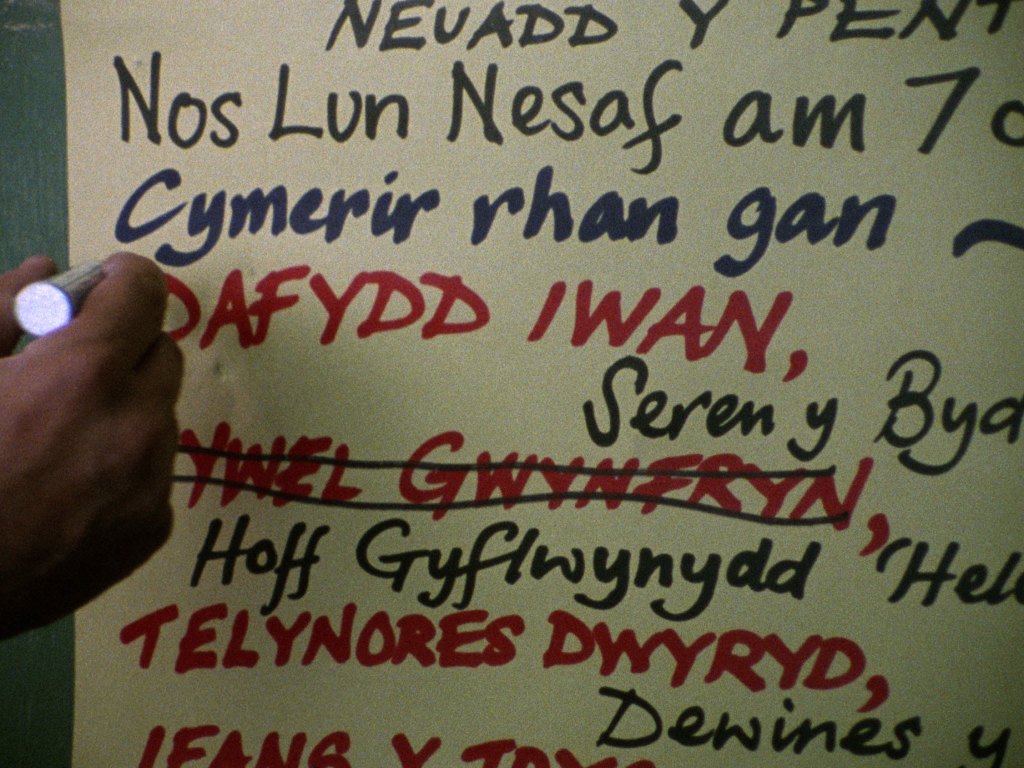 NEUADD Y PENT
Nos Lun Nesaf am 7 o
Cymerir rhan gan ~
DAFYDD IWAN,
Seren y Byd
HYWEL GWYNFRYN,
Hoff Gyflwynydd 'Hel
TELYNORES DWYRYD,
Dewines y